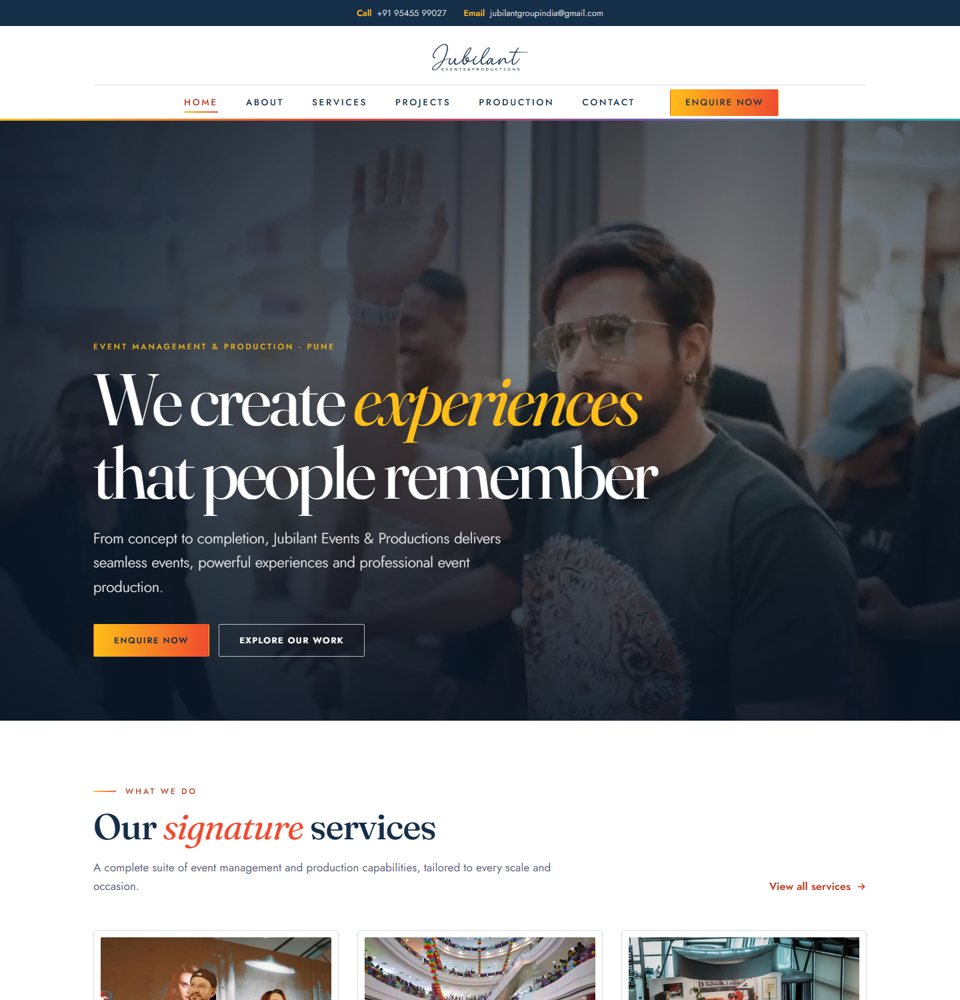 Call +91 95455 99027 Email jubilantgroupindia@gmail.com
Jubilant
EVENTS & PRODUCTIONS
HOME ABOUT SERVICES PROJECTS PRODUCTION CONTACT ENQUIRE NOW
EVENT MANAGEMENT & PRODUCTION · PUNE
We create experiences
that people remember
From concept to completion, Jubilant Events & Productions delivers
seamless events, powerful experiences and professional event
production.
ENQUIRE NOW EXPLORE OUR WORK
WHAT WE DO
Our signature services
A complete suite of event management and production capabilities, tailored to every scale and
occasion.
View all services →